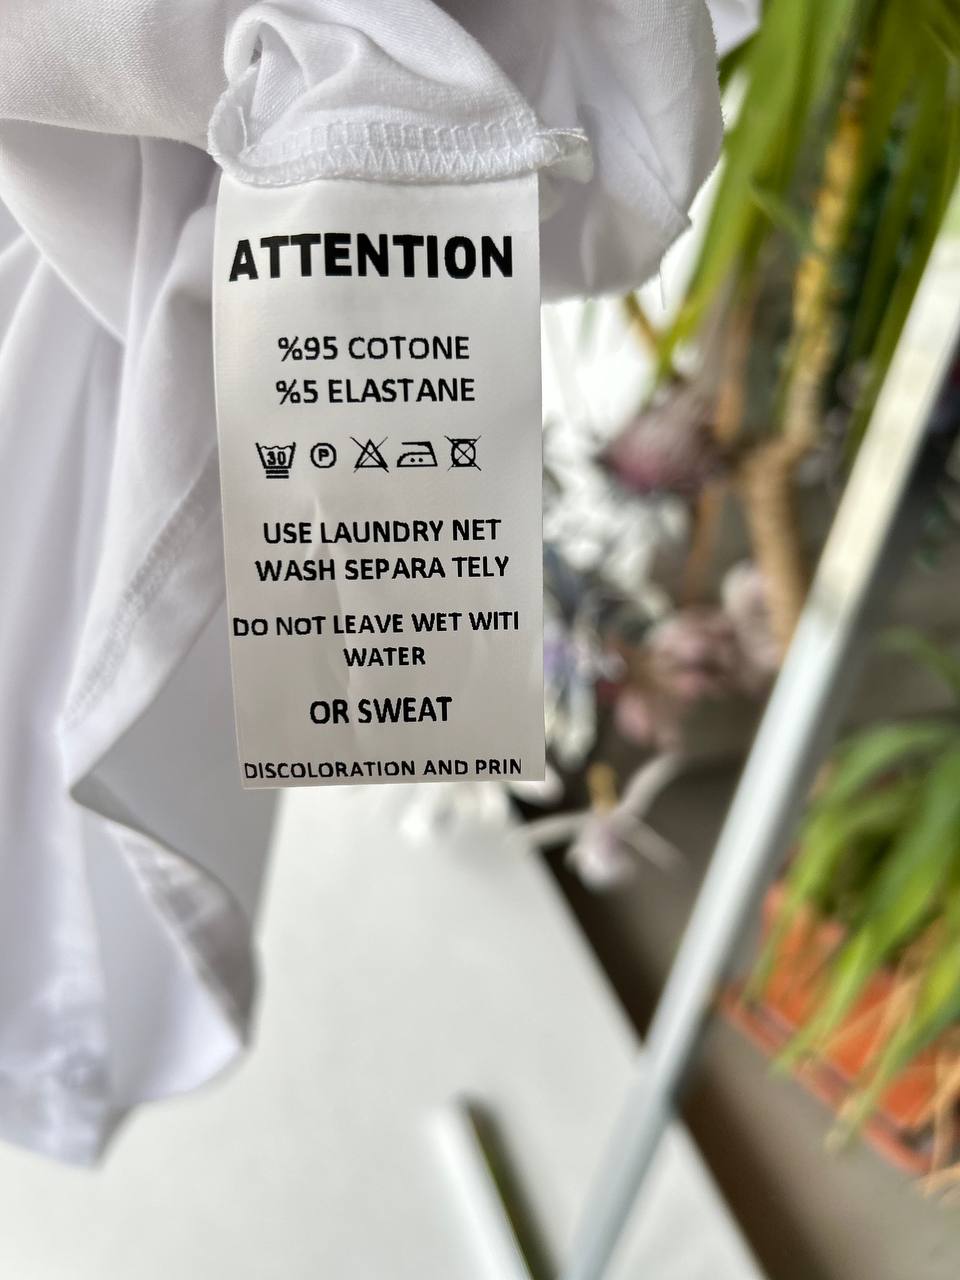 ATTENTION
%95 COTONE
%5 ELASTANE
30 P
USE LAUNDRY NET
WASH SEPARA TELY
DO NOT LEAVE WET WITI
WATER
OR SWEAT
DISCOLORATION AND PRIN